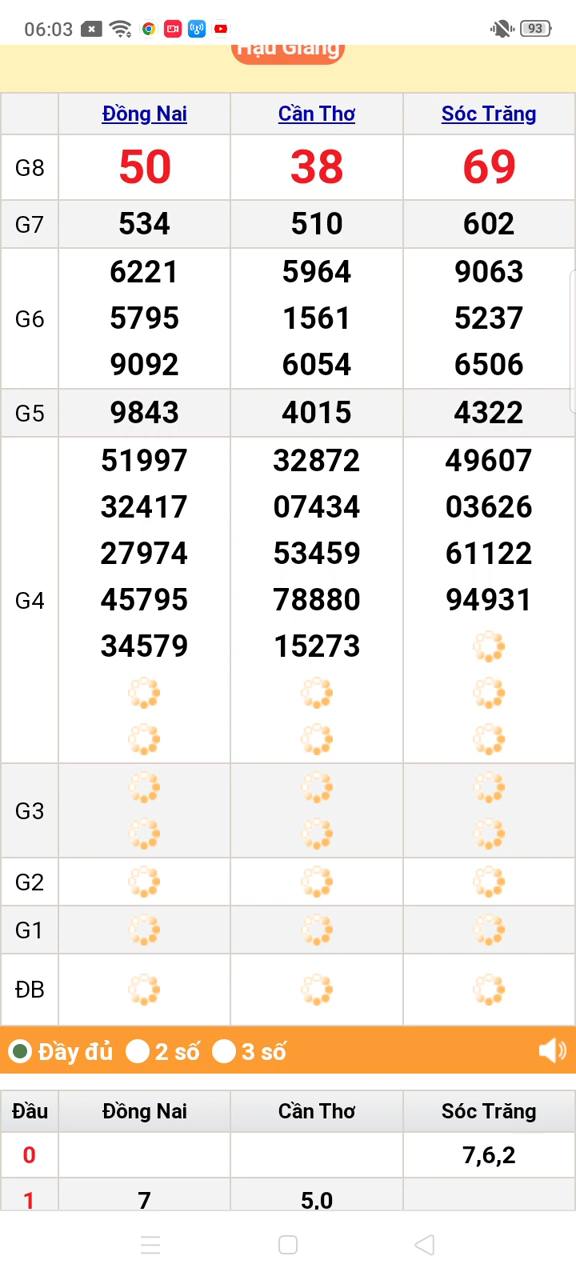 06:03 93
Hậu Giang
Đồng Nai Cần Thơ Sóc Trăng
G8 50 38 69
G7 534 510 602
G6 6221 5964 9063
5795 1561 5237
9092 6054 6506
G5 9843 4015 4322
G4 51997 32872 49607
32417 07434 03626
27974 53459 61122
45795 78880 94931
34579 15273
G3
G2
G1
ĐB
Đầy đủ 2 số 3 số
Đầu Đồng Nai Cần Thơ Sóc Trăng
0 7,6,2
1 7 5,0